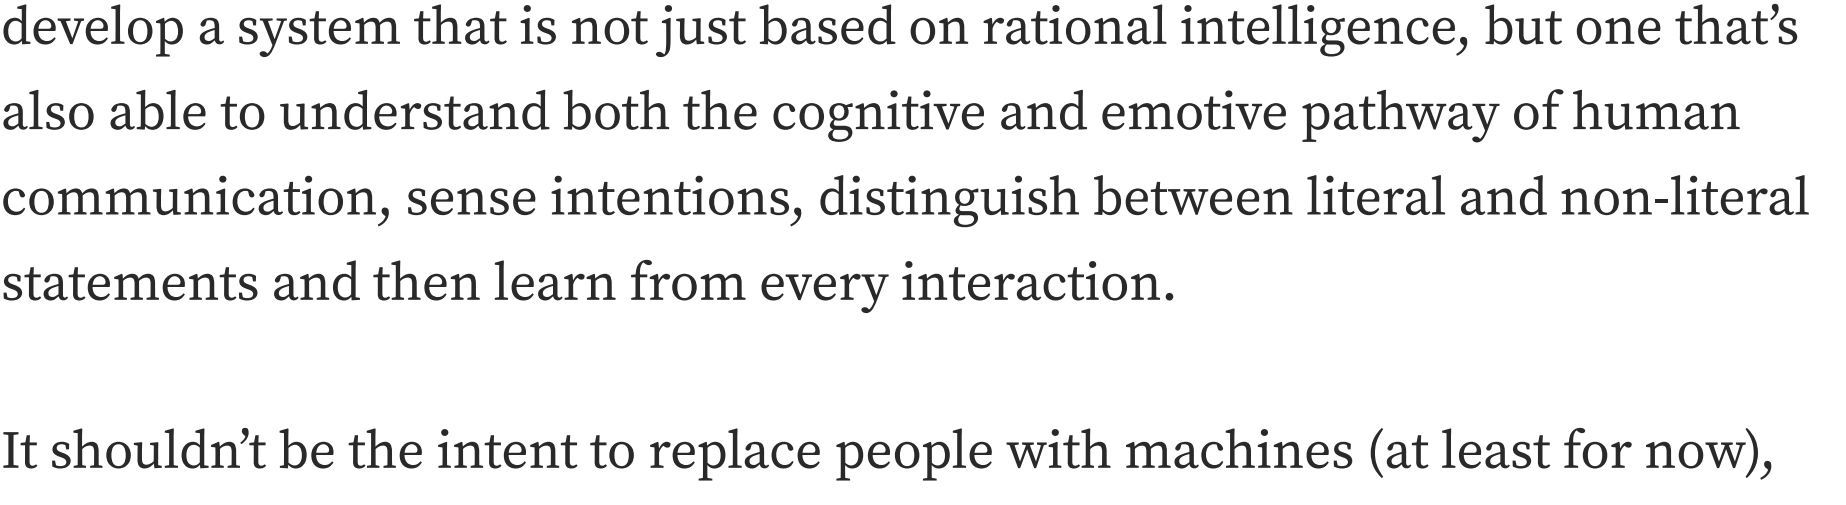 develop a system that is not just based on rational intelligence, but one that’s
also able to understand both the cognitive and emotive pathway of human
communication, sense intentions, distinguish between literal and non-literal
statements and then learn from every interaction.
It shouldn’t be the intent to replace people with machines (at least for now),